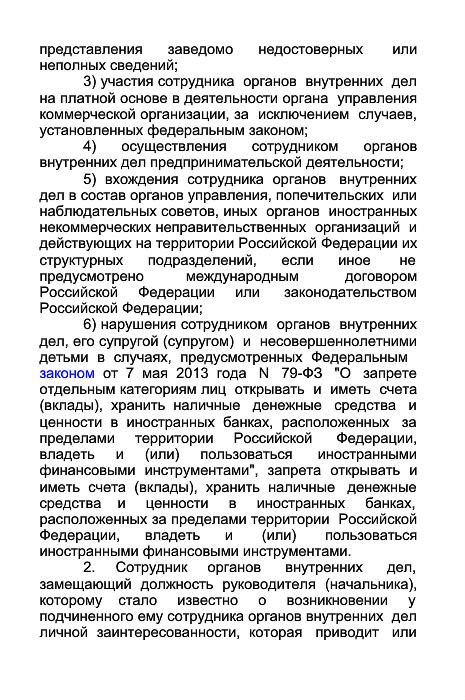 представления заведомо недостоверных или
неполных сведений;
3) участия сотрудника органов внутренних дел
на платной основе в деятельности органа управления
коммерческой организации, за исключением случаев,
установленных федеральным законом;
4) осуществления сотрудником органов
внутренних дел предпринимательской деятельности;
5) вхождения сотрудника органов внутренних
дел в состав органов управления, попечительских или
наблюдательных советов, иных органов иностранных
некоммерческих неправительственных организаций и
действующих на территории Российской Федерации их
структурных подразделений, если иное не
предусмотрено международным договором
Российской Федерации или законодательством
Российской Федерации;
6) нарушения сотрудником органов внутренних
дел, его супругой (супругом) и несовершеннолетними
детьми в случаях, предусмотренных Федеральным
законом от 7 мая 2013 года N 79-ФЗ "О запрете
отдельным категориям лиц открывать и иметь счета
(вклады), хранить наличные денежные средства и
ценности в иностранных банках, расположенных за
пределами территории Российской Федерации,
владеть и (или) пользоваться иностранными
финансовыми инструментами", запрета открывать и
иметь счета (вклады), хранить наличные денежные
средства и ценности в иностранных банках,
расположенных за пределами территории Российской
Федерации, владеть и (или) пользоваться
иностранными финансовыми инструментами.
2. Сотрудник органов внутренних дел,
замещающий должность руководителя (начальника),
которому стало известно о возникновении у
подчиненного ему сотрудника органов внутренних дел
личной заинтересованности, которая приводит или